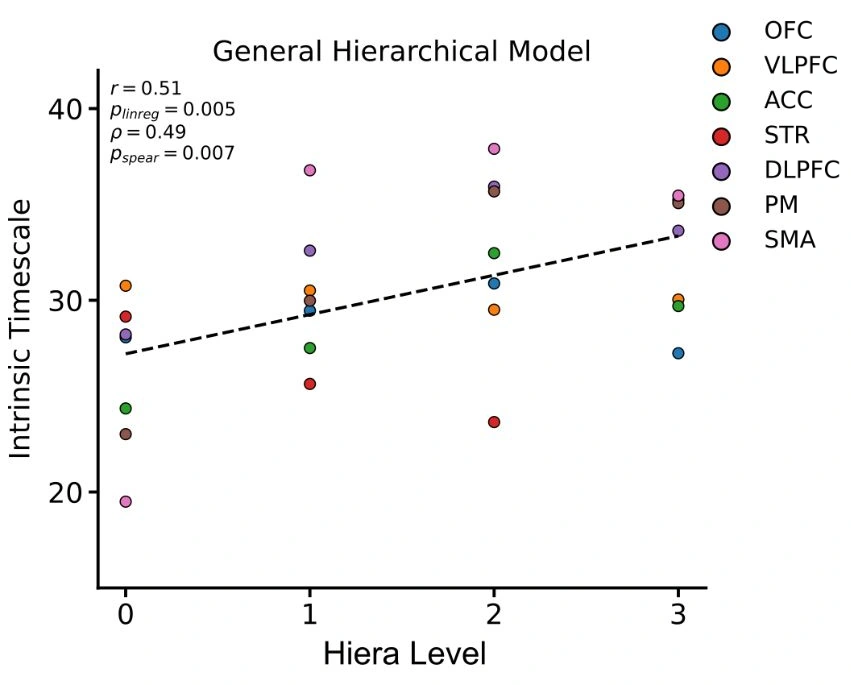 General Hierarchical Model
r = 0.51
p_linreg = 0.005
ρ = 0.49
p_spear = 0.007
OFC
VLPFC
ACC
STR
DLPFC
PM
SMA
Intrinsic Timescale
40
30
20
0 1 2 3
Hiera Level